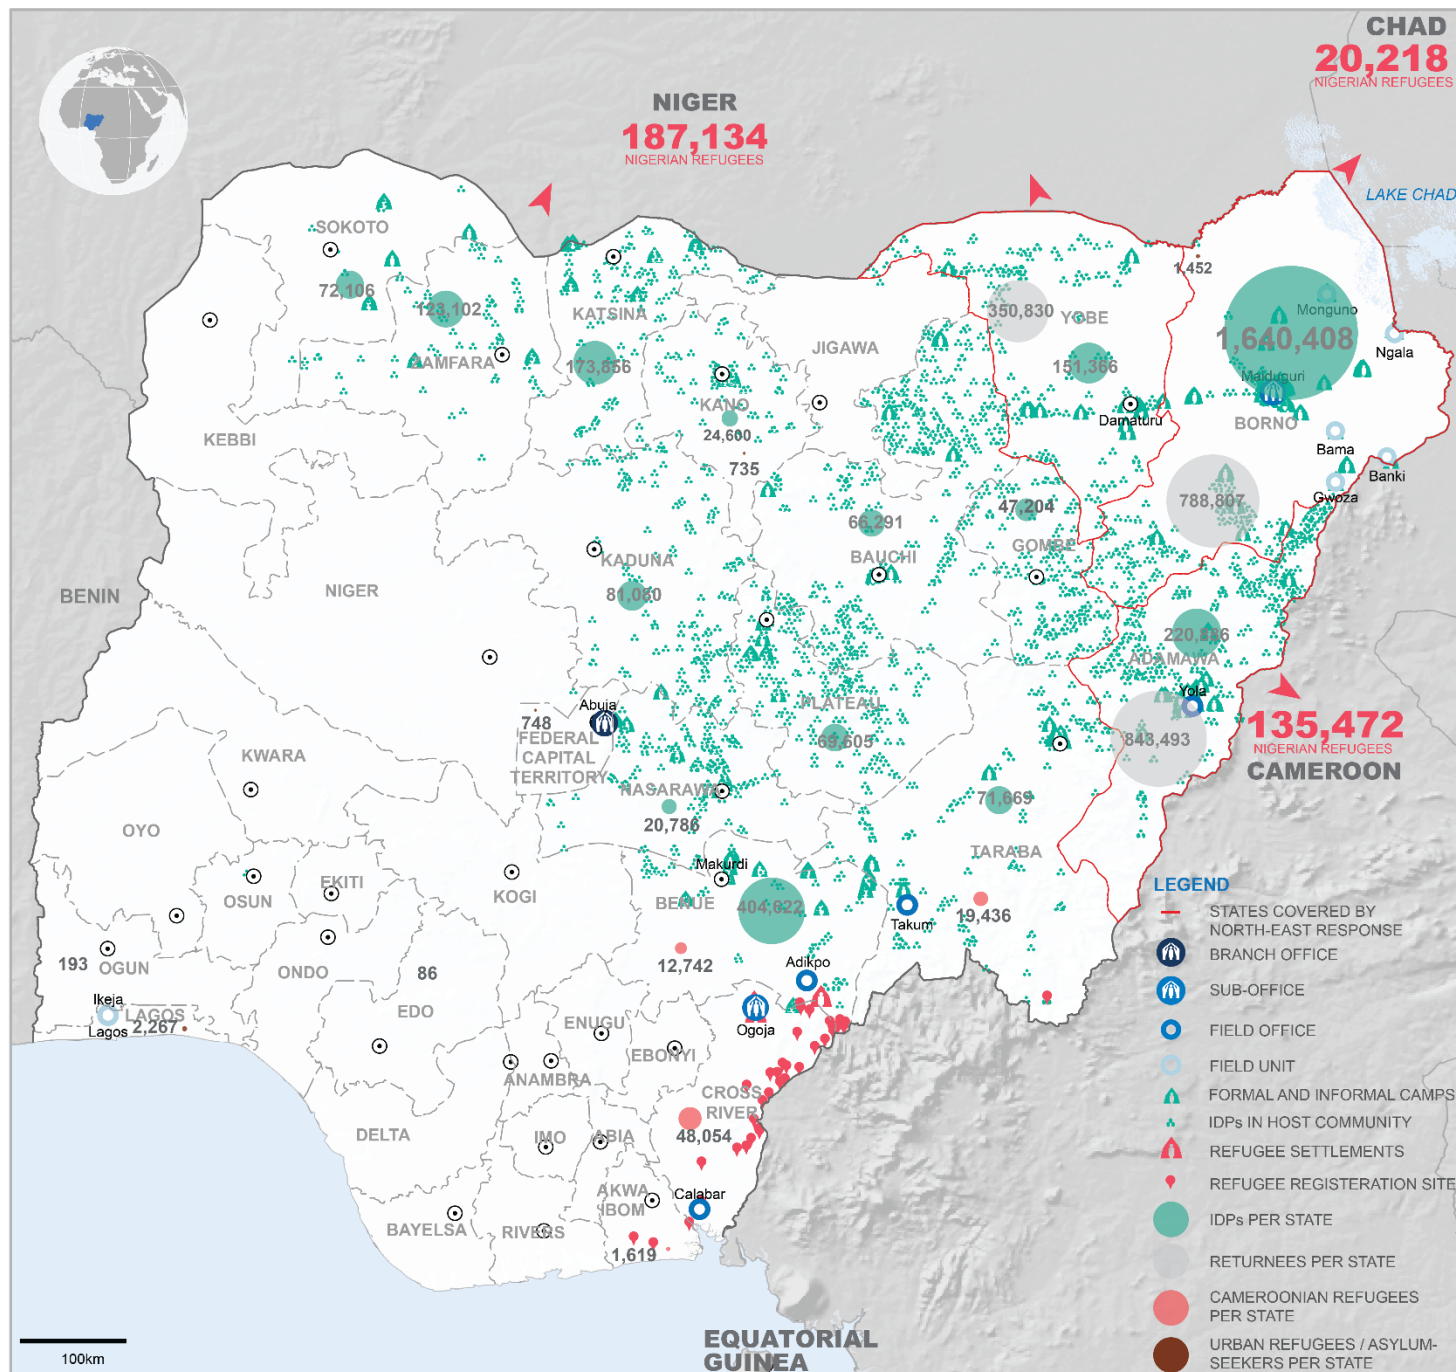 CHAD
20,218
NIGERIAN REFUGEES
NIGER
187,134
NIGERIAN REFUGEES
LAKE CHAD
SOKOTO
72,106
123,102
ZAMFARA
KATSINA
173,856
KANO
24,600
735
JIGAWA
350,830
YOBE
151,366
1,452
Damaturu
Monguno
1,640,408
Ngala
Maiduguri
BORNO
Bama
Banki
Gwoza
788,807
KEBBI
BENIN
NIGER
KADUNA
81,080
66,291
BAUCHI
47,204
GOMBE
ADAMAWA
Yola
843,493
135,472
NIGERIAN REFUGEES
CAMEROON
748
Abuja
FEDERAL
CAPITAL
TERRITORY
PLATEAU
69,605
NASARAWA
20,786
71,669
TARABA
KWARA
OYO
OSUN
EKITI
KOGI
Makurdi
BENUE
404,622
Takum
19,436
12,742
Adikpo
193
OGUN
ONDO
86
EDO
Ikeja
LAGOS
Lagos
2,267
ENUGU
EBONYI
Ogoja
ANAMBRA
CROSS
RIVER
48,054
DELTA
IMO
ABIA
AKWA
IBOM
Calabar
BAYELSA
RIVERS
1,619
EQUATORIAL
GUINEA
100km
LEGEND
STATES COVERED BY
NORTH-EAST RESPONSE
BRANCH OFFICE
SUB-OFFICE
FIELD OFFICE
FIELD UNIT
FORMAL AND INFORMAL CAMPS
IDPs IN HOST COMMUNITY
REFUGEE SETTLEMENTS
REFUGEE REGISTERATION SITE
IDPs PER STATE
RETURNEES PER STATE
CAMEROONIAN REFUGEES
PER STATE
URBAN REFUGEES / ASYLUM-
SEEKERS PER STATE